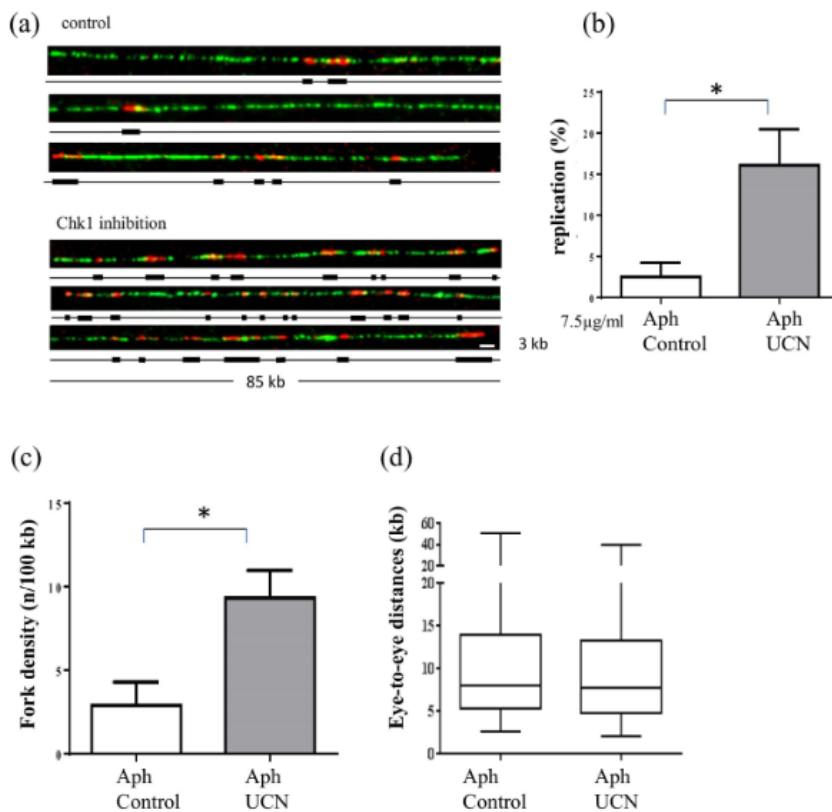 (a)
control
Chk1 inhibition
3 kb
85 kb
(b)
replication (%)
25
20
15
10
5
0
*
7.5µg/ml
Aph
Control
Aph
UCN
(c)
Fork density (n/100 kb)
15
10
5
0
*
Aph
Control
Aph
UCN
(d)
Eye-to-eye distances (kb)
60
40
20
20
15
10
5
0
Aph
Control
Aph
UCN